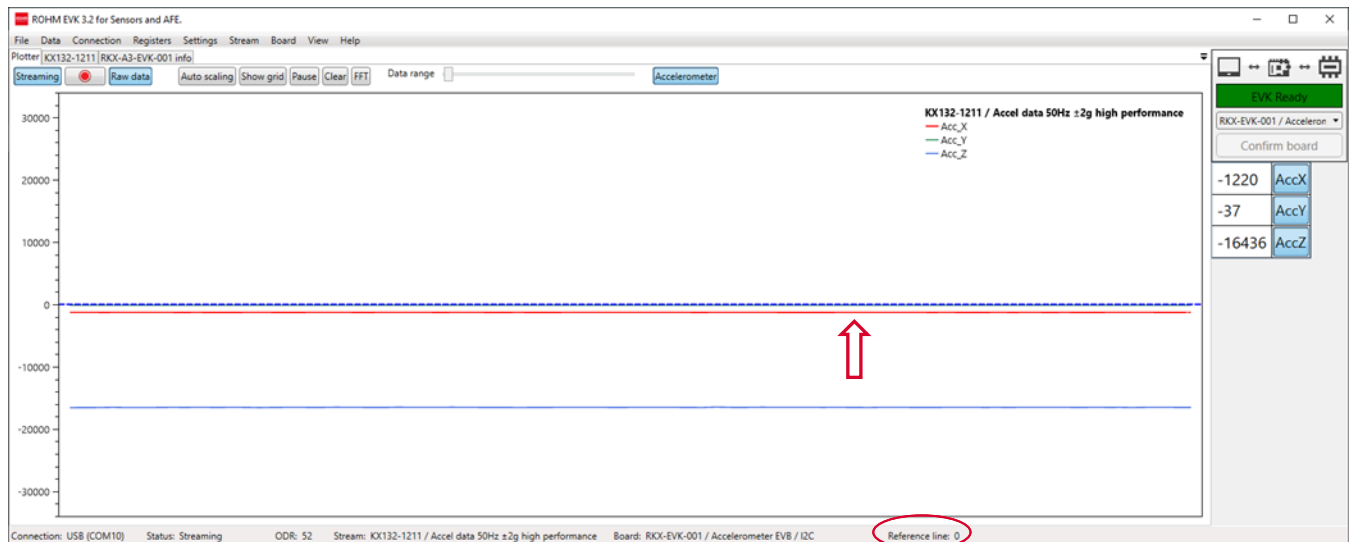 ROHM EVK 3.2 for Sensors and AFE.
File Data Connection Registers Settings Stream Board View Help
Plotter KX132-1211 RKX-A3-EVK-001 info
Streaming Raw data Auto scaling Show grid Pause Clear FFT Data range Accelerometer
EVK Ready
RKX-EVK-001 / Acceleron
Confirm board
-1220 AccX
-37 AccY
-16436 AccZ
KX132-1211 / Accel data 50Hz ±2g high performance
Acc_X
Acc_Y
Acc_Z
30000
20000
10000
0
-10000
-20000
-30000
Connection: USB (COM10) Status: Streaming ODR: 52 Stream: KX132-1211 / Accel data 50Hz ±2g high performance Board: RKX-EVK-001 / Accelerometer EVB / I2C Reference line: 0